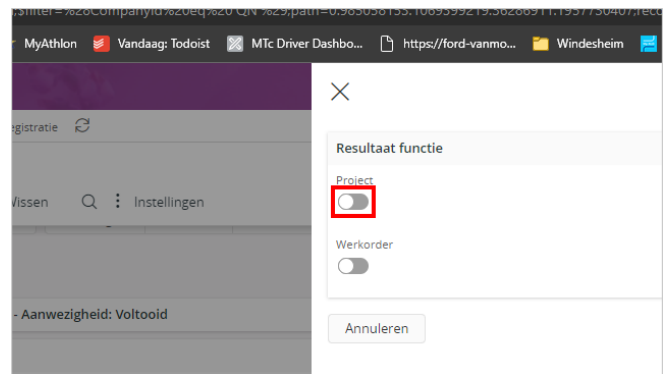 MyAthlon Vandaag: Todoist MTc Driver Dashbo... https://ford-vanmo... Windesheim
egistratie
Resultaat functie
Project
Wissen Instellingen
Werkorder
- Aanwezigheid: Voltooid
Annuleren